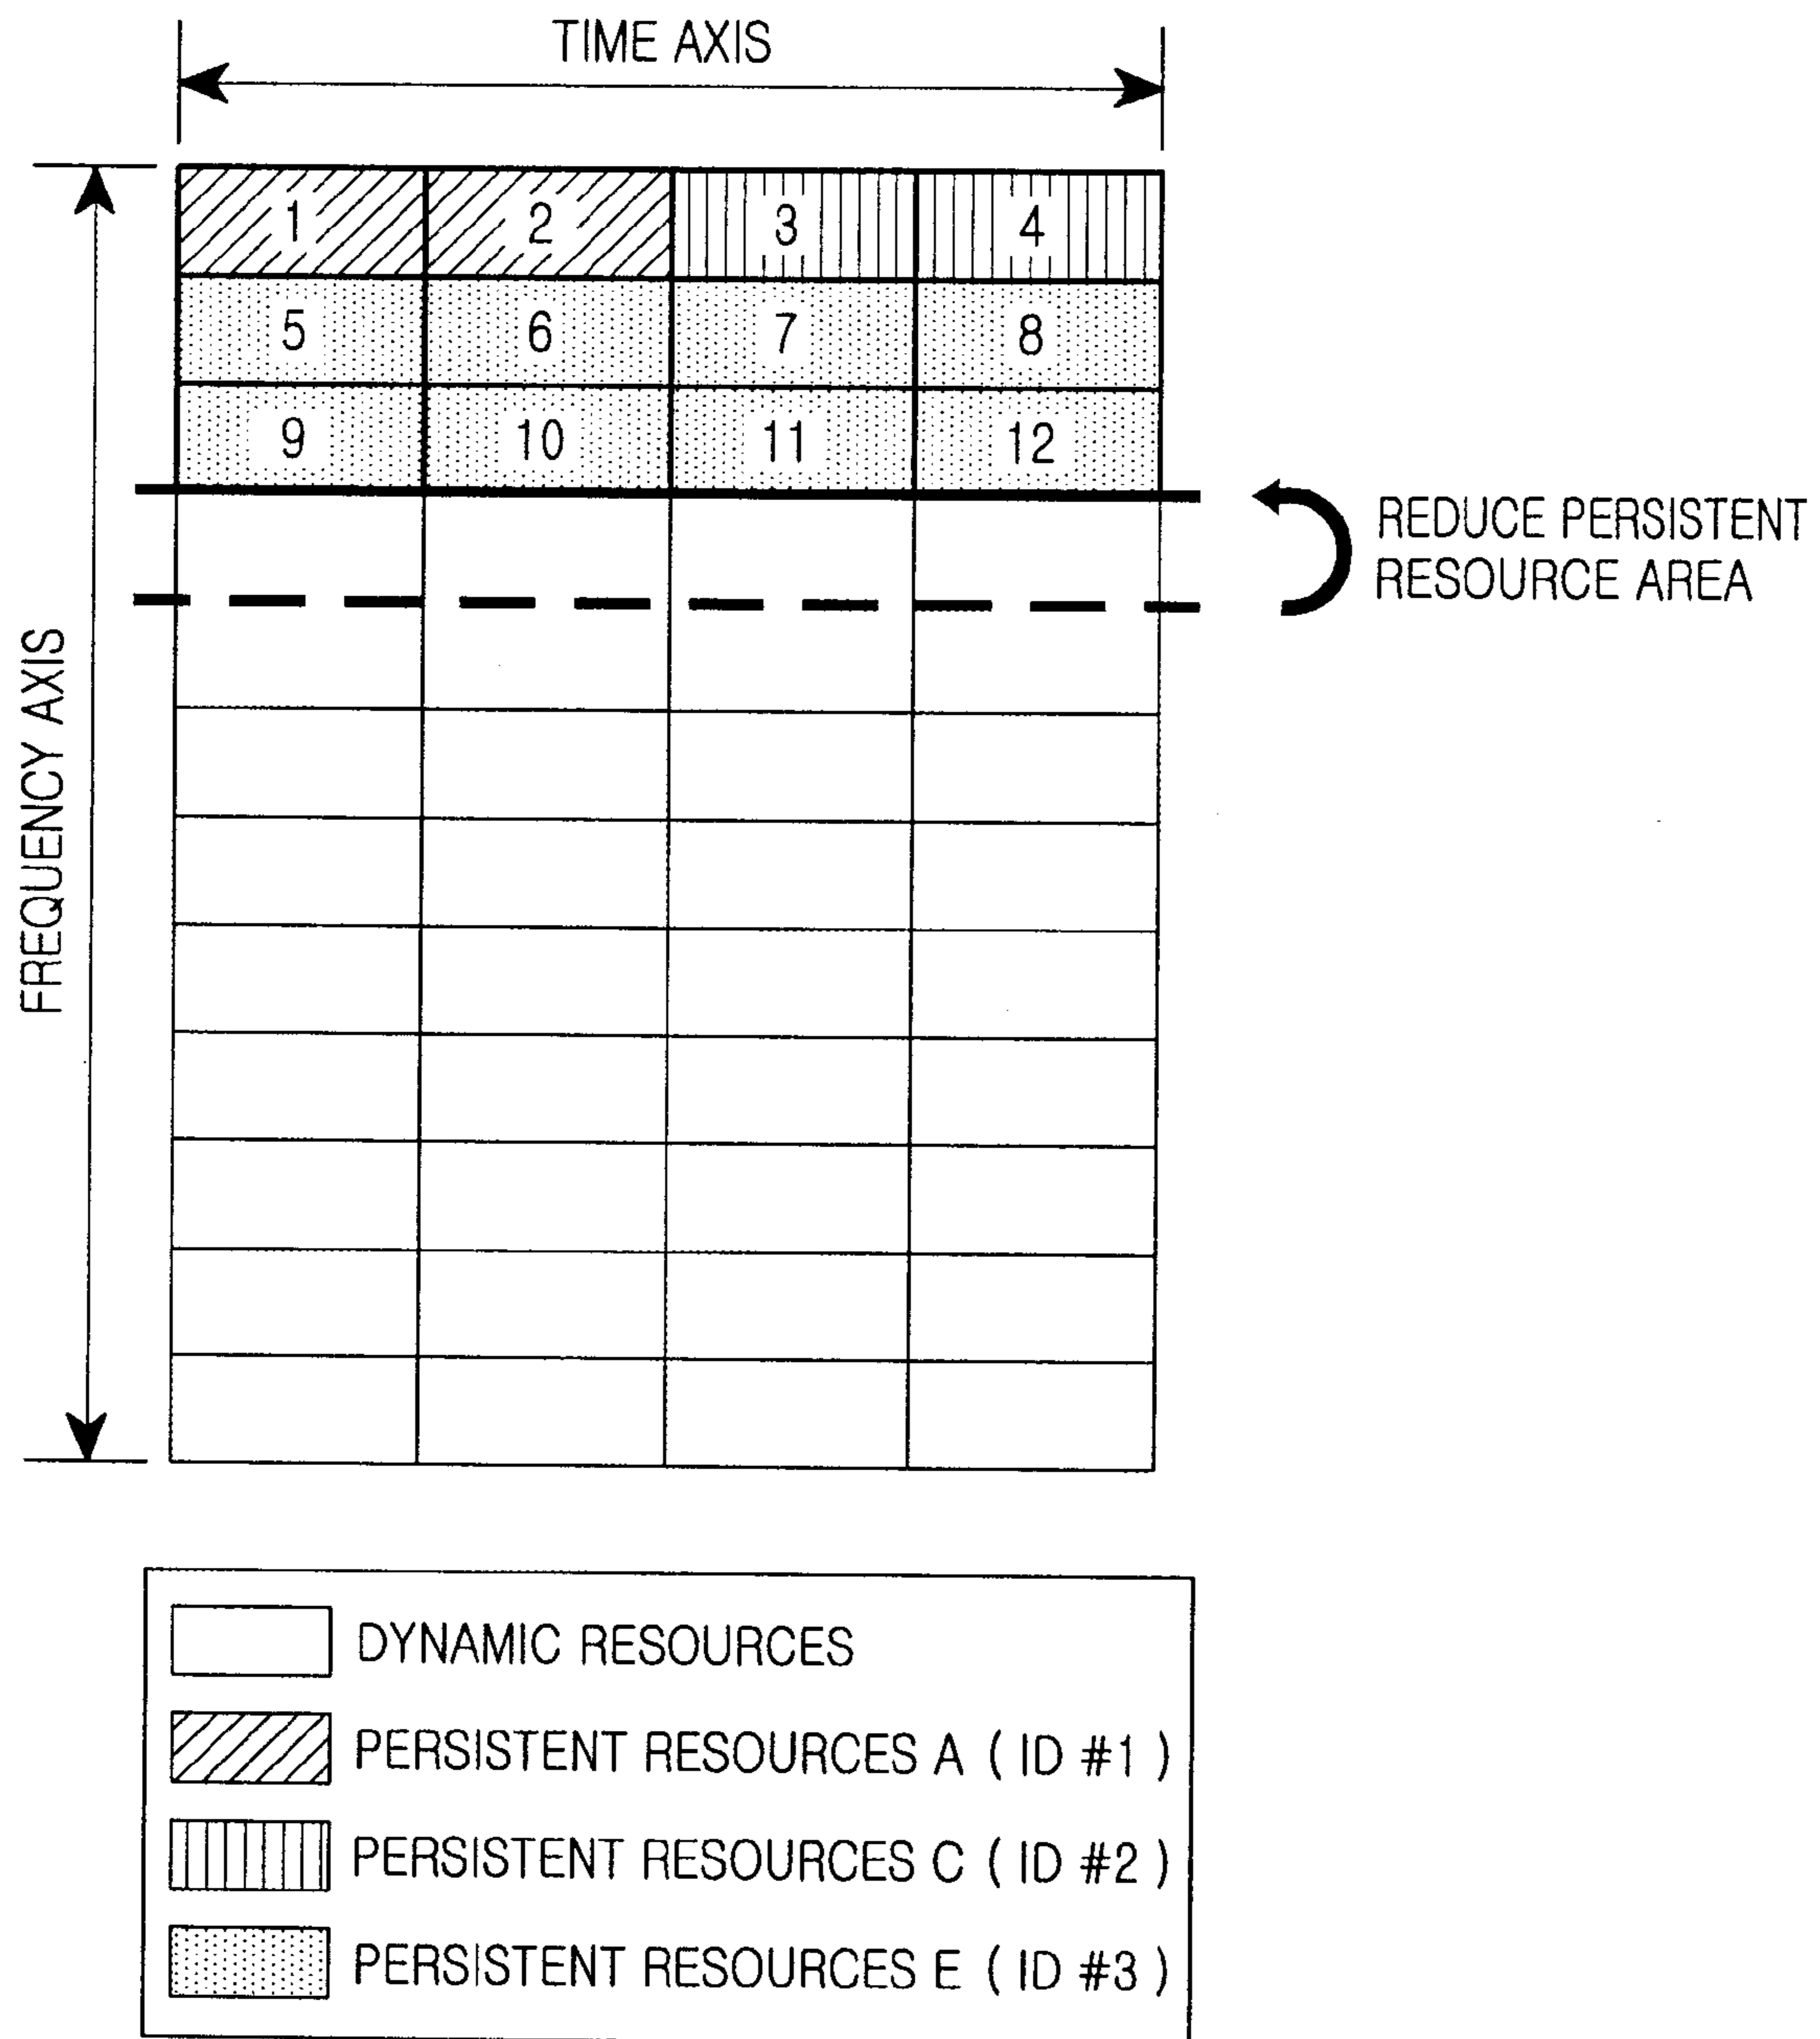 TIME AXIS
1 2 3 4
5 6 7 8
9 10 11 12
REDUCE PERSISTENT
RESOURCE AREA
FREQUENCY AXIS
DYNAMIC RESOURCES
PERSISTENT RESOURCES A ( ID #1 )
PERSISTENT RESOURCES C ( ID #2 )
PERSISTENT RESOURCES E ( ID #3 )